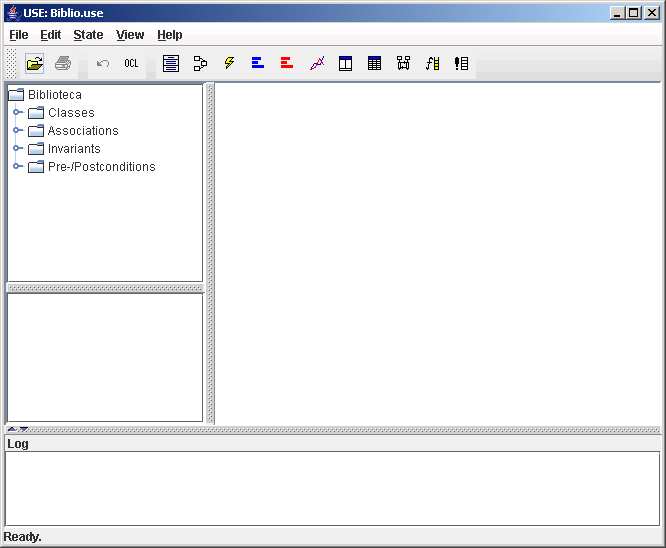 USE: Biblio.use
File Edit State View Help
OCL
Biblioteca
Classes
Associations
Invariants
Pre-/Postconditions
Log
Ready.